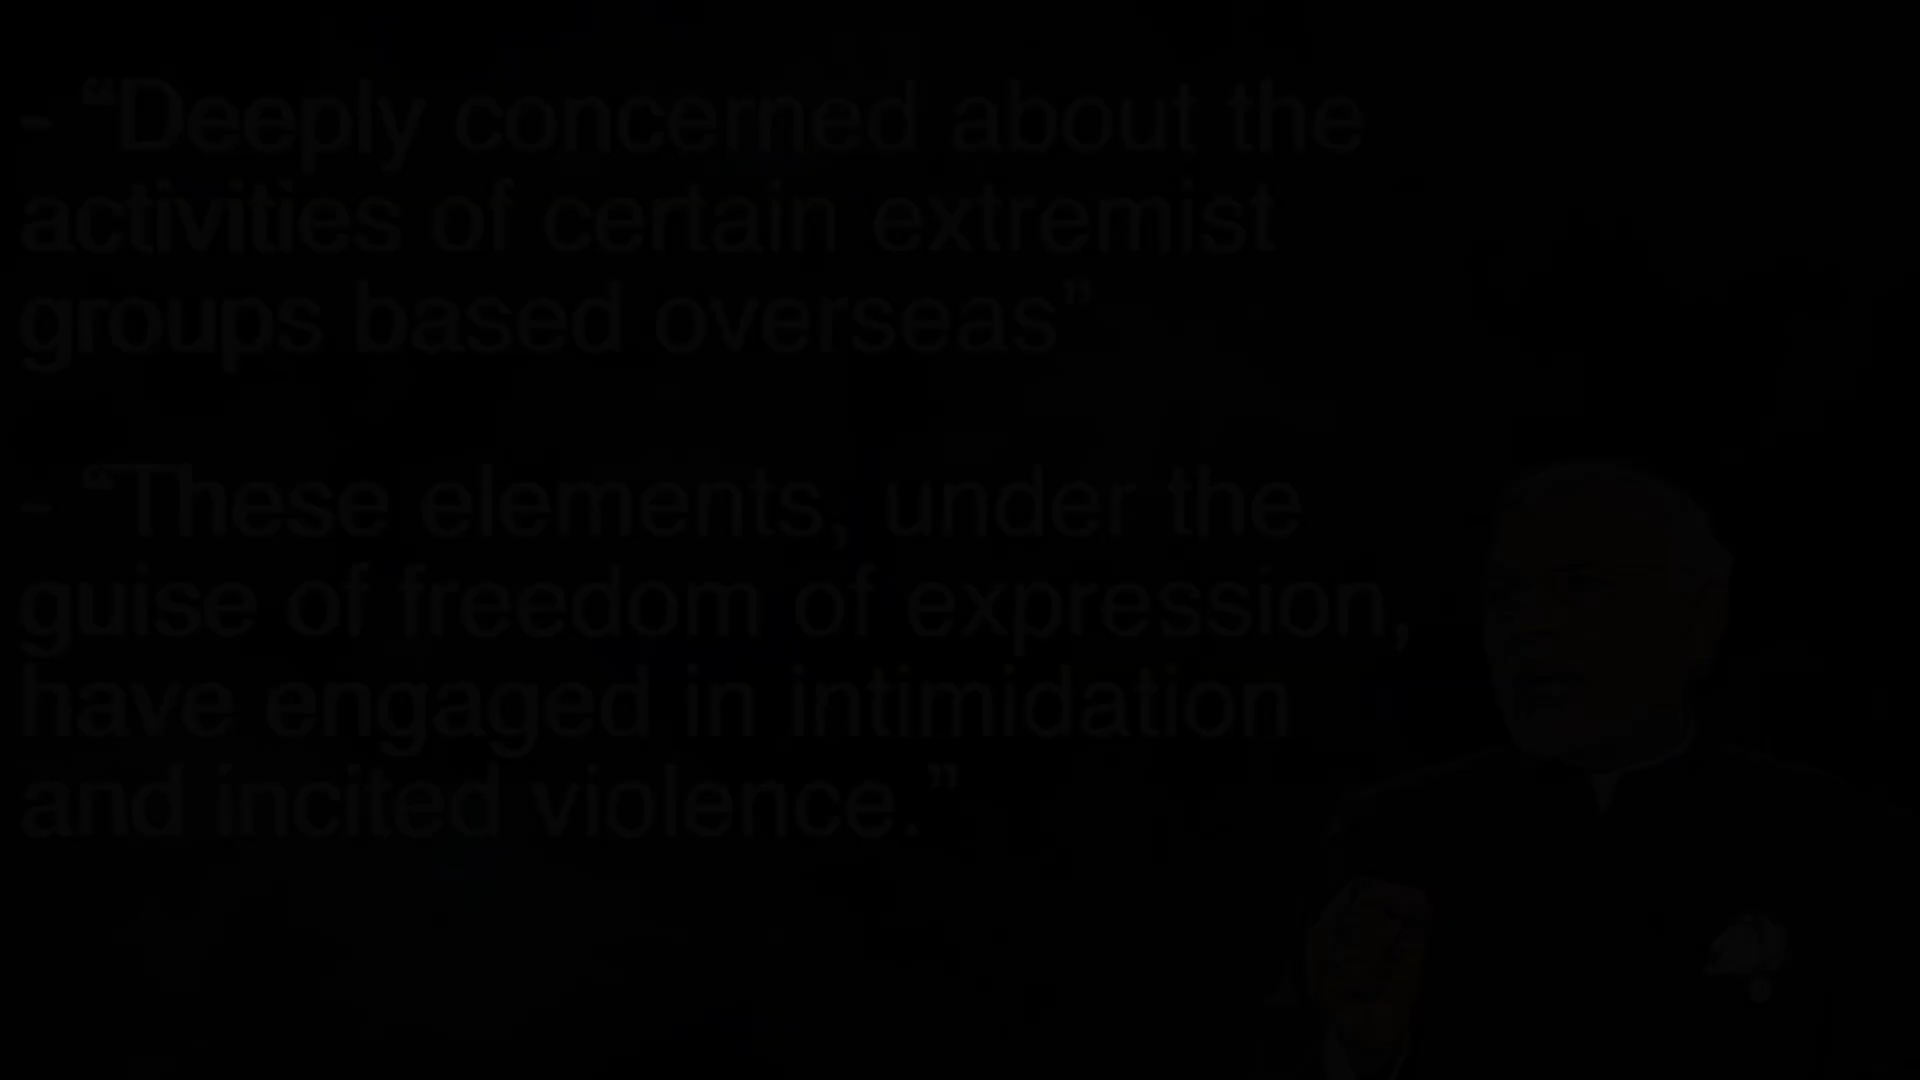 - “Deeply concerned about the
activities of certain extremist
groups based overseas”
- “These elements, under the
guise of freedom of expression,
have engaged in intimidation
and incited violence.”